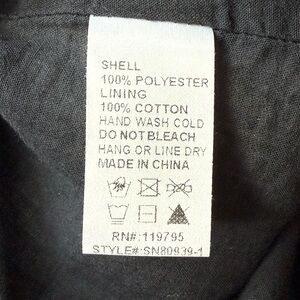 SHELL
100% POLYESTER
LINING
100% COTTON
HAND WASH COLD
DO NOT BLEACH
HANG OR LINE DRY
MADE IN CHINA
RN#: 119795
STYLE#: SN80939-1